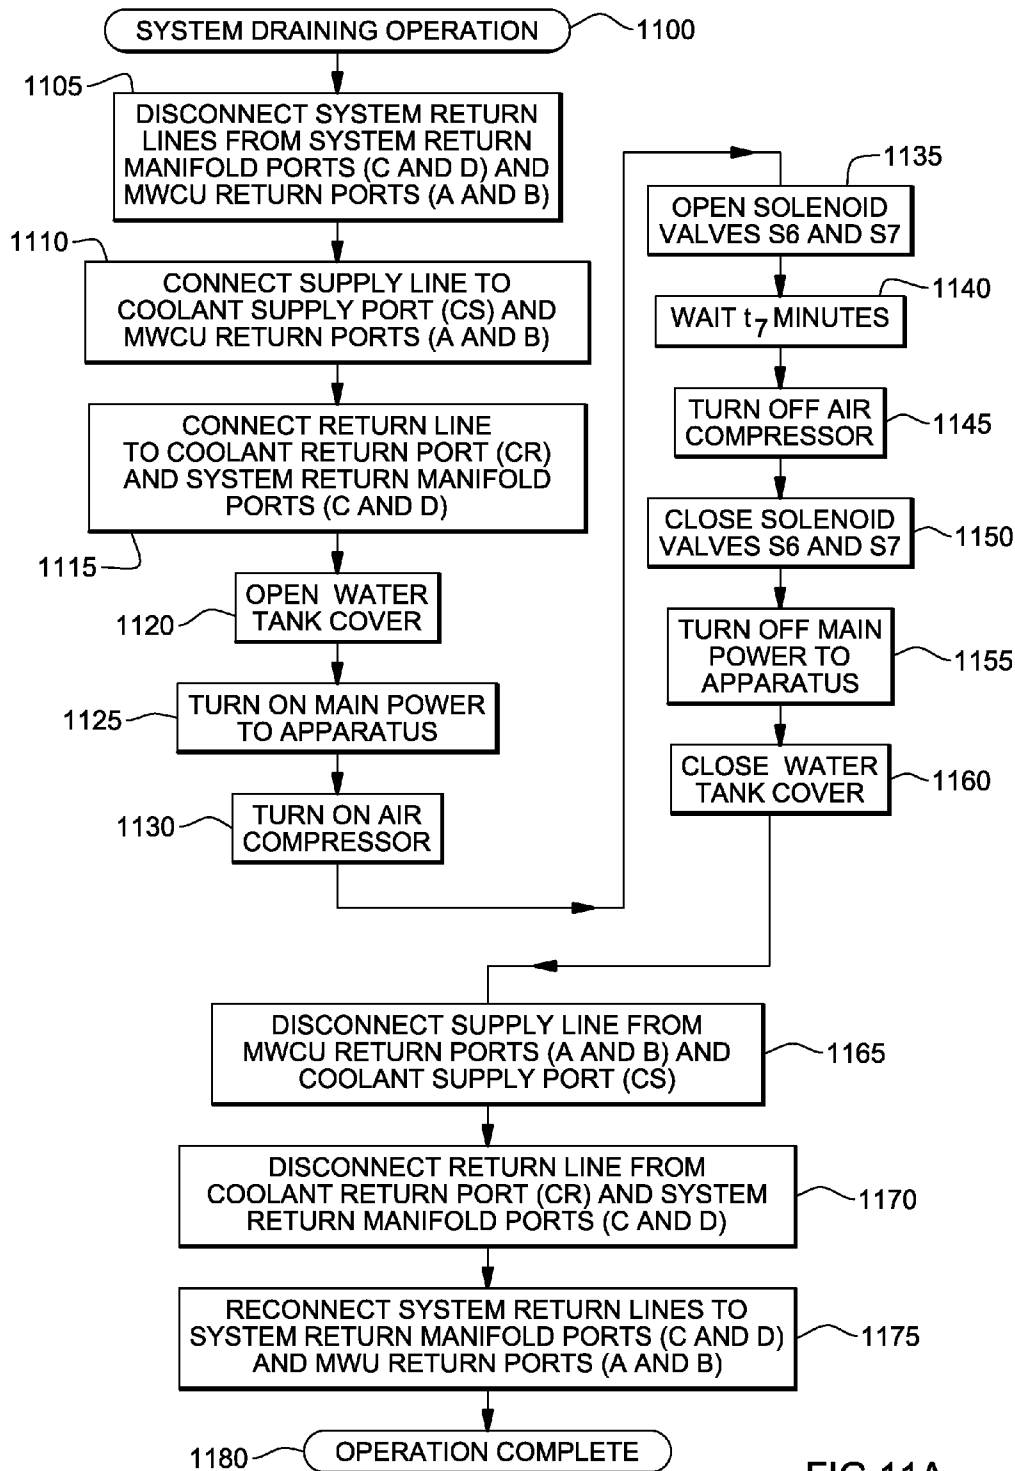 SYSTEM DRAINING OPERATION
1100
1105
DISCONNECT SYSTEM RETURN
LINES FROM SYSTEM RETURN
MANIFOLD PORTS (C AND D) AND
MWCU RETURN PORTS (A AND B)
1110
CONNECT SUPPLY LINE TO
COOLANT SUPPLY PORT (CS) AND
MWCU RETURN PORTS (A AND B)
CONNECT RETURN LINE
TO COOLANT RETURN PORT (CR)
AND SYSTEM RETURN MANIFOLD
PORTS (C AND D)
1115
OPEN WATER
TANK COVER
1120
TURN ON MAIN POWER
TO APPARATUS
1125
TURN ON AIR
COMPRESSOR
1130
1135
OPEN SOLENOID
VALVES S6 AND S7
1140
WAIT t7 MINUTES
TURN OFF AIR
COMPRESSOR
1145
CLOSE SOLENOID
VALVES S6 AND S7
1150
TURN OFF MAIN
POWER TO
APPARATUS
1155
CLOSE WATER
TANK COVER
1160
DISCONNECT SUPPLY LINE FROM
MWCU RETURN PORTS (A AND B) AND
COOLANT SUPPLY PORT (CS)
1165
DISCONNECT RETURN LINE FROM
COOLANT RETURN PORT (CR) AND SYSTEM
RETURN MANIFOLD PORTS (C AND D)
1170
RECONNECT SYSTEM RETURN LINES TO
SYSTEM RETURN MANIFOLD PORTS (C AND D)
AND MWU RETURN PORTS (A AND B)
1175
1180
OPERATION COMPLETE
FIG.11A